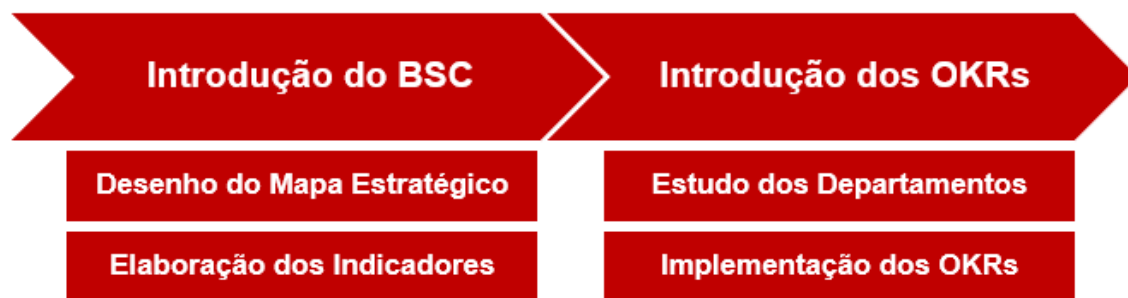 Introdução do BSC
Introdução dos OKRs
Desenho do Mapa Estratégico
Estudo dos Departamentos
Elaboração dos Indicadores
Implementação dos OKRs